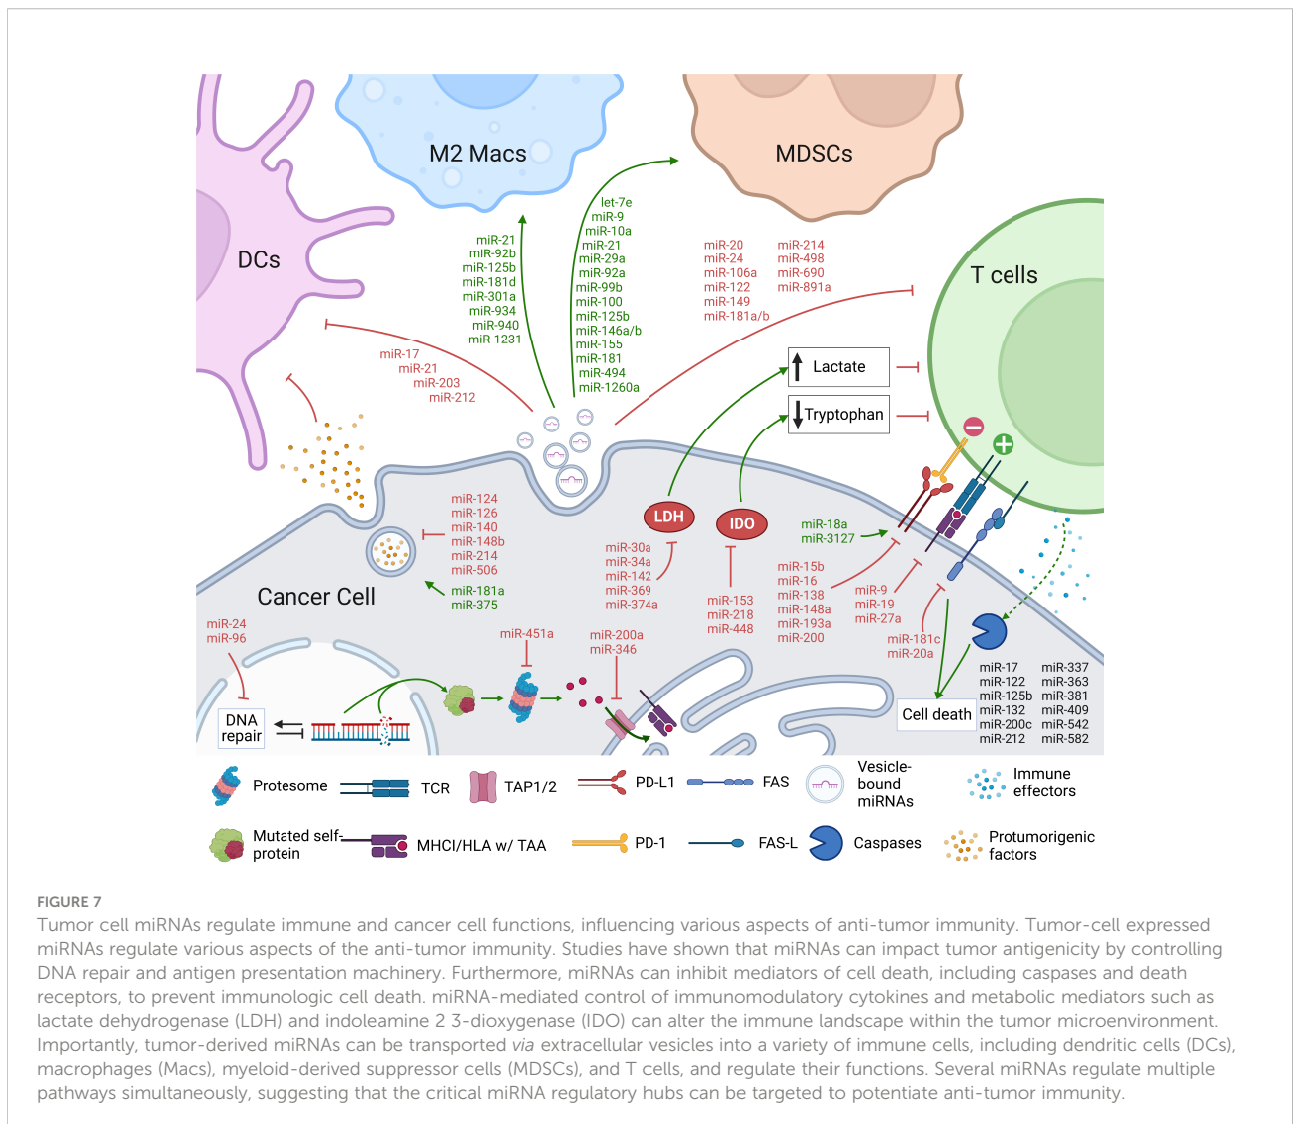 M2 Macs
MDSCs
DCs
T cells
let-7e
miR-9
miR-10a
miR-21
miR-29a
miR-92a
miR-99b
miR-100
miR-125b
miR-146a/b
miR-155
miR-181
miR-494
miR-1260a
miR-21
miR-92b
miR-125b
miR-181d
miR-301a
miR-934
miR-940
miR-1231
miR-20 miR-214
miR-24 miR-498
miR-106a miR-690
miR-122 miR-891a
miR-149
miR-181a/b
miR-17
miR-21
miR-203
miR-212
Lactate
Tryptophan
LDH
IDO
miR-124
miR-126
miR-140
miR-148b
miR-214
miR-506
miR-181a
miR-375
Cancer Cell
miR-30a
miR-34a
miR-142
miR-369
miR-374a
miR-153
miR-218
miR-448
miR-18a
miR-3127
miR-15b
miR-16
miR-138
miR-148a
miR-193a
miR-200
miR-9
miR-19
miR-27a
miR-181c
miR-20a
miR-24
miR-96
miR-451a
miR-200a
miR-346
DNA
repair
Cell death
miR-17 miR-337
miR-122 miR-363
miR-125b miR-381
miR-132 miR-409
miR-200c miR-542
miR-212 miR-582
Protesome
TCR
TAP1/2
PD-L1
FAS
Vesicle-
bound
miRNAs
Immune
effectors
Mutated self-
protein
MHCI/HLA w/ TAA
PD-1
FAS-L
Caspases
Protumorigenic
factors
FIGURE 7
Tumor cell miRNAs regulate immune and cancer cell functions, influencing various aspects of anti-tumor immunity. Tumor-cell expressed
miRNAs regulate various aspects of the anti-tumor immunity. Studies have shown that miRNAs can impact tumor antigenicity by controlling
DNA repair and antigen presentation machinery. Furthermore, miRNAs can inhibit mediators of cell death, including caspases and death
receptors, to prevent immunologic cell death. miRNA-mediated control of immunomodulatory cytokines and metabolic mediators such as
lactate dehydrogenase (LDH) and indoleamine 2 3-dioxygenase (IDO) can alter the immune landscape within the tumor microenvironment.
Importantly, tumor-derived miRNAs can be transported via extracellular vesicles into a variety of immune cells, including dendritic cells (DCs),
macrophages (Macs), myeloid-derived suppressor cells (MDSCs), and T cells, and regulate their functions. Several miRNAs regulate multiple
pathways simultaneously, suggesting that the critical miRNA regulatory hubs can be targeted to potentiate anti-tumor immunity.